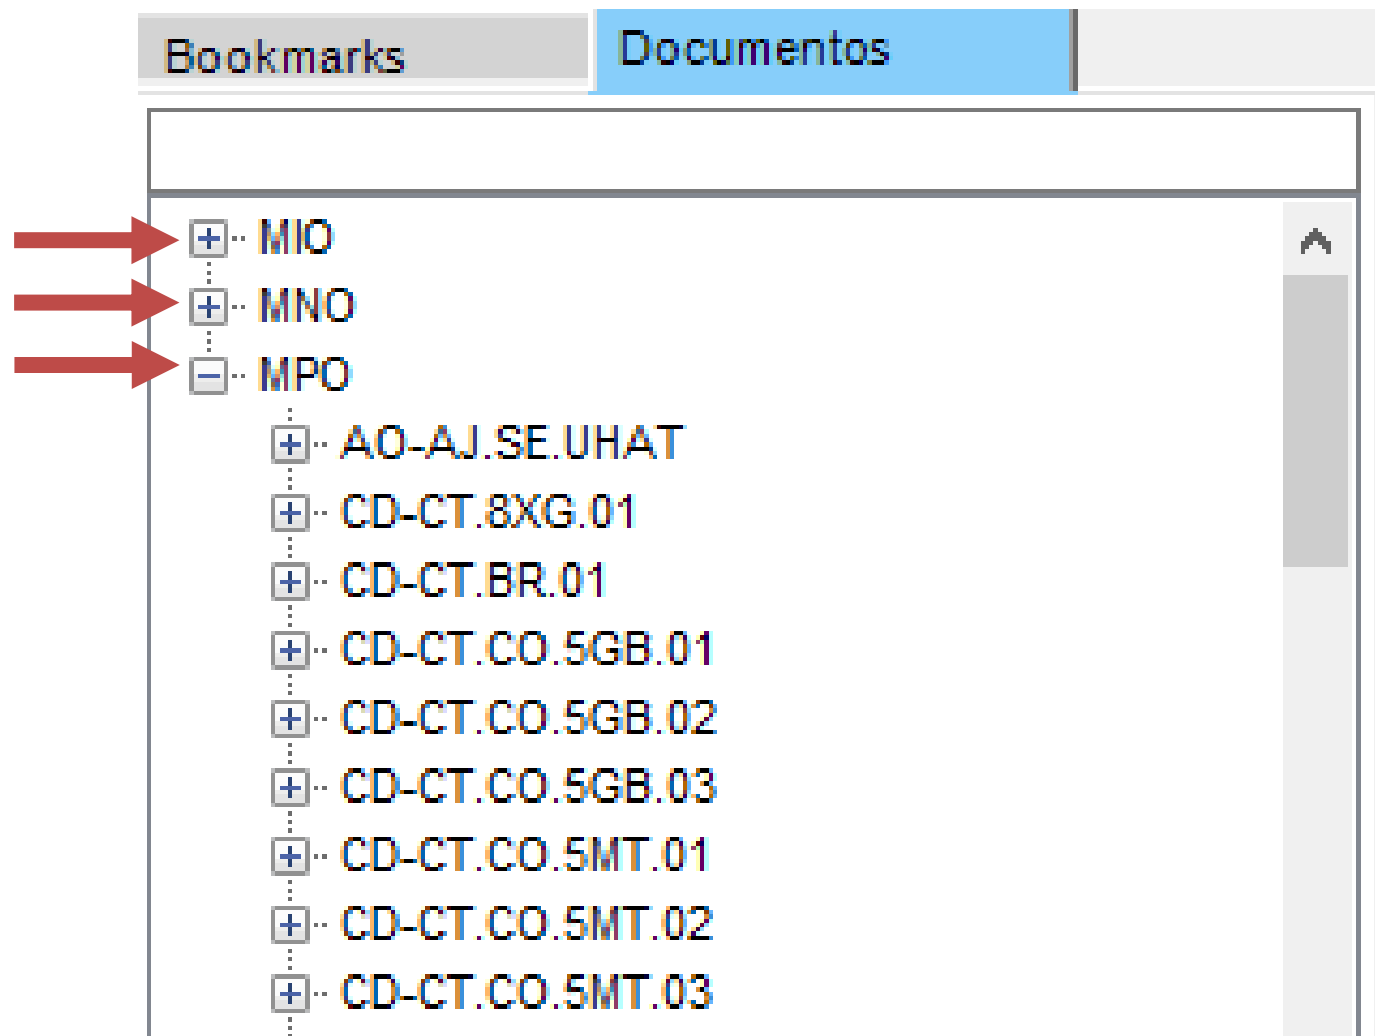 Bookmarks Documentos
MIO
MNO
MPO
AO-AJ.SE.UHAT
CD-CT.8XG.01
CD-CT.BR.01
CD-CT.CO.5GB.01
CD-CT.CO.5GB.02
CD-CT.CO.5GB.03
CD-CT.CO.5MT.01
CD-CT.CO.5MT.02
CD-CT.CO.5MT.03